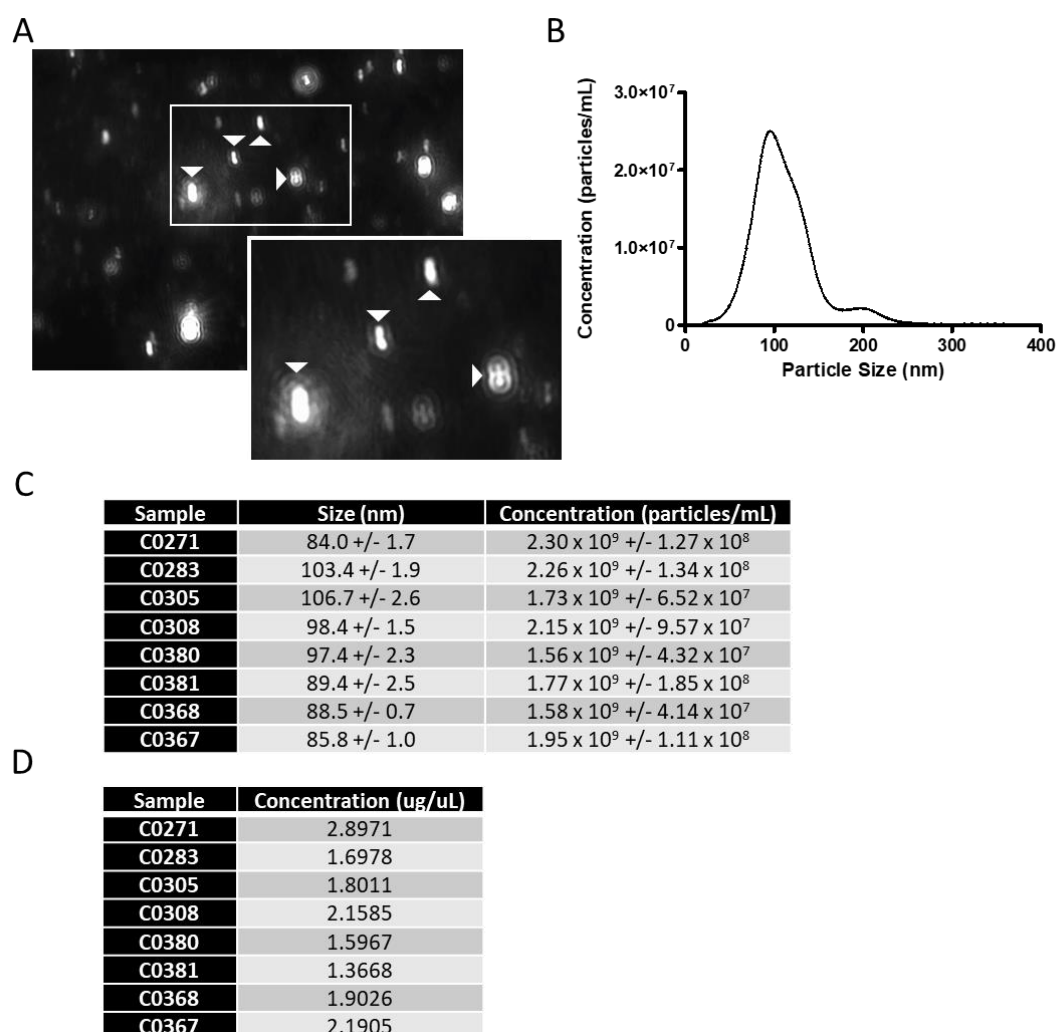 A
B
3.0×10⁷
2.0×10⁷
1.0×10⁷
0
0 100 200 300 400
Concentration (particles/mL)
Particle Size (nm)
C
Sample Size (nm) Concentration (particles/mL)
C0271 84.0 +/- 1.7 2.30 x 10⁹ +/- 1.27 x 10⁸
C0283 103.4 +/- 1.9 2.26 x 10⁹ +/- 1.34 x 10⁸
C0305 106.7 +/- 2.6 1.73 x 10⁹ +/- 6.52 x 10⁷
C0308 98.4 +/- 1.5 2.15 x 10⁹ +/- 9.57 x 10⁷
C0380 97.4 +/- 2.3 1.56 x 10⁹ +/- 4.32 x 10⁷
C0381 89.4 +/- 2.5 1.77 x 10⁹ +/- 1.85 x 10⁸
C0368 88.5 +/- 0.7 1.58 x 10⁹ +/- 4.14 x 10⁷
C0367 85.8 +/- 1.0 1.95 x 10⁹ +/- 1.11 x 10⁸
D
Sample Concentration (ug/uL)
C0271 2.8971
C0283 1.6978
C0305 1.8011
C0308 2.1585
C0380 1.5967
C0381 1.3668
C0368 1.9026
C0367 2.1905